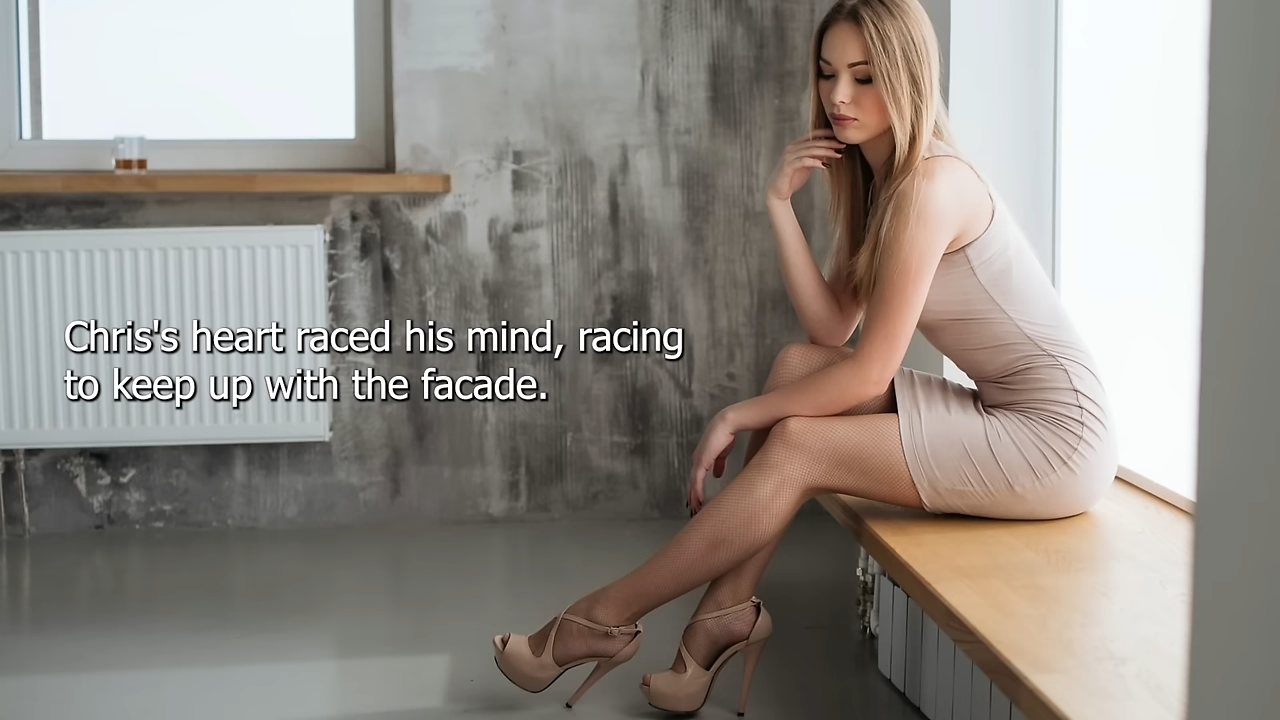 Chris's heart raced his mind, racing
to keep up with the facade.